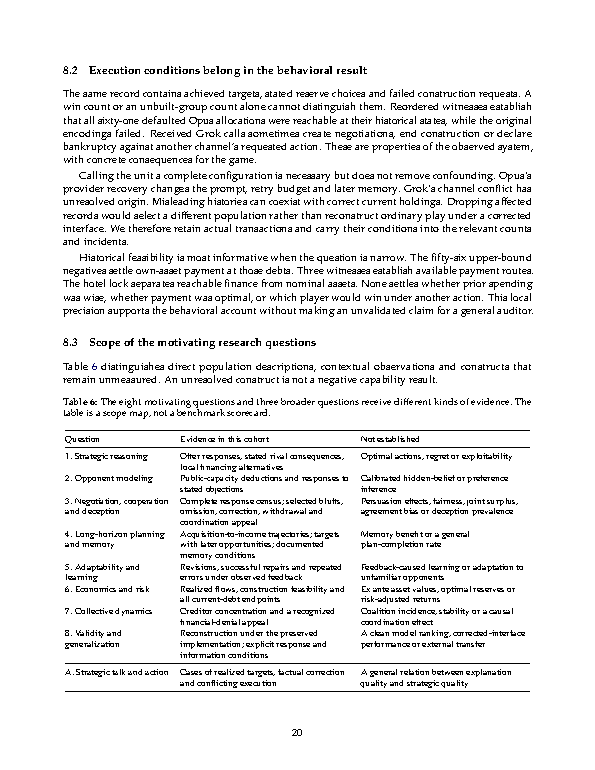 8.2 Execution conditions belong in the behavioral result
The same record contains achieved targets, stated reserve choices and failed construction requests. A
win count or an unbuilt-group count alone cannot distinguish them. Reordered witnesses establish
that all sixty-one defaulted Opus allocations were reachable at their historical states, while the original
encodings failed. Received Grok calls sometimes create negotiations, end construction or declare
bankruptcy against another channel's requested action. These are properties of the observed system,
with concrete consequences for the game.
Calling the unit a complete configuration is necessary but does not remove confounding. Opus's
provider recovery changes the prompt, retry budget and later memory. Grok's channel conflict has
unresolved origin. Misleading histories can coexist with correct current holdings. Dropping affected
records would select a different population rather than reconstruct ordinary play under a corrected
interface. We therefore retain actual transactions and carry their conditions into the relevant counts
and incidents.
Historical feasibility is most informative when the question is narrow. The fifty-six upper-bound
negatives settle own-asset payment at those debts. Three witnesses establish available payment routes.
The hotel lock separates reachable finance from nominal assets. None settles whether prior spending
was wise, whether payment was optimal, or which player would win under another action. This local
precision supports the behavioral account without making an unvalidated claim for a general auditor.
8.3 Scope of the motivating research questions
Table 6 distinguishes direct population descriptions, contextual observations and constructs that
remain unmeasured. An unresolved construct is not a negative capability result.
Table 6: The eight motivating questions and three broader questions receive different kinds of evidence. The
table is a scope map, not a benchmark scorecard.
Question Evidence in this cohort Not established
1. Strategic reasoning Offer responses, stated rival consequences, Optimal actions, regret or exploitability
local financing alternatives
2. Opponent modeling Public-capacity deductions and responses to Calibrated hidden-belief or preference
stated objections inference
3. Negotiation, cooperation Complete response census; selected bluffs, Persuasion effects, fairness, joint surplus,
and deception omission, correction, withdrawal and agreement bias or deception prevalence
coordination appeal
4. Long-horizon planning Acquisition-to-income trajectories; targets Memory benefit or a general
and memory with later opportunities; documented plan-completion rate
memory conditions
5. Adaptability and Revisions, successful repairs and repeated Feedback-caused learning or adaptation to
learning errors under observed feedback unfamiliar opponents
6. Economics and risk Realized flows, construction feasibility and Ex ante asset values, optimal reserves or
all current-debt endpoints risk-adjusted returns
7. Collective dynamics Creditor concentration and a recognized Coalition incidence, stability or a causal
financial-denial appeal coordination effect
8. Validity and Reconstruction under the preserved A clean model ranking, corrected-interface
generalization implementation; explicit response and performance or external transfer
information conditions
A. Strategic talk and action Cases of realized targets, factual correction A general relation between explanation
and conflicting execution quality and strategic quality
20